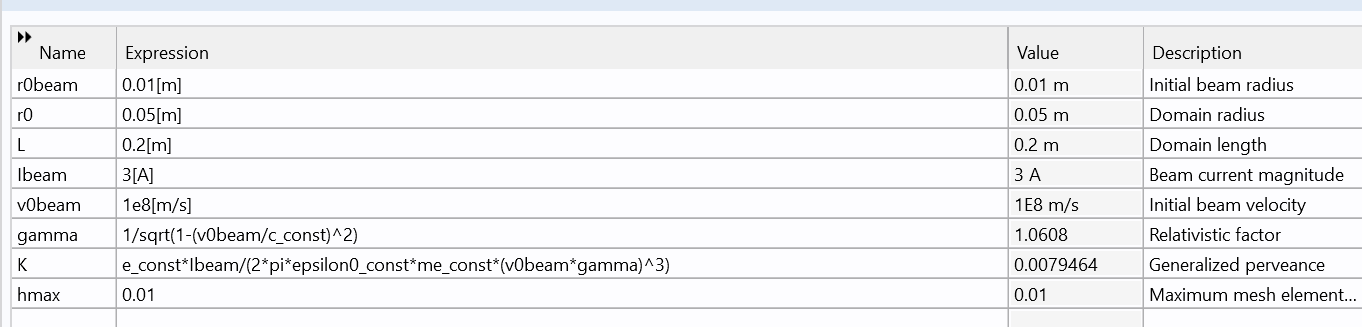 Name Expression Value Description
r0beam 0.01[m] 0.01 m Initial beam radius
r0 0.05[m] 0.05 m Domain radius
L 0.2[m] 0.2 m Domain length
Ibeam 3[A] 3 A Beam current magnitude
v0beam 1e8[m/s] 1E8 m/s Initial beam velocity
gamma 1/sqrt(1-(v0beam/c_const)^2) 1.0608 Relativistic factor
K e_const*Ibeam/(2*pi*epsilon0_const*me_const*(v0beam*gamma)^3) 0.0079464 Generalized perveance
hmax 0.01 0.01 Maximum mesh element...